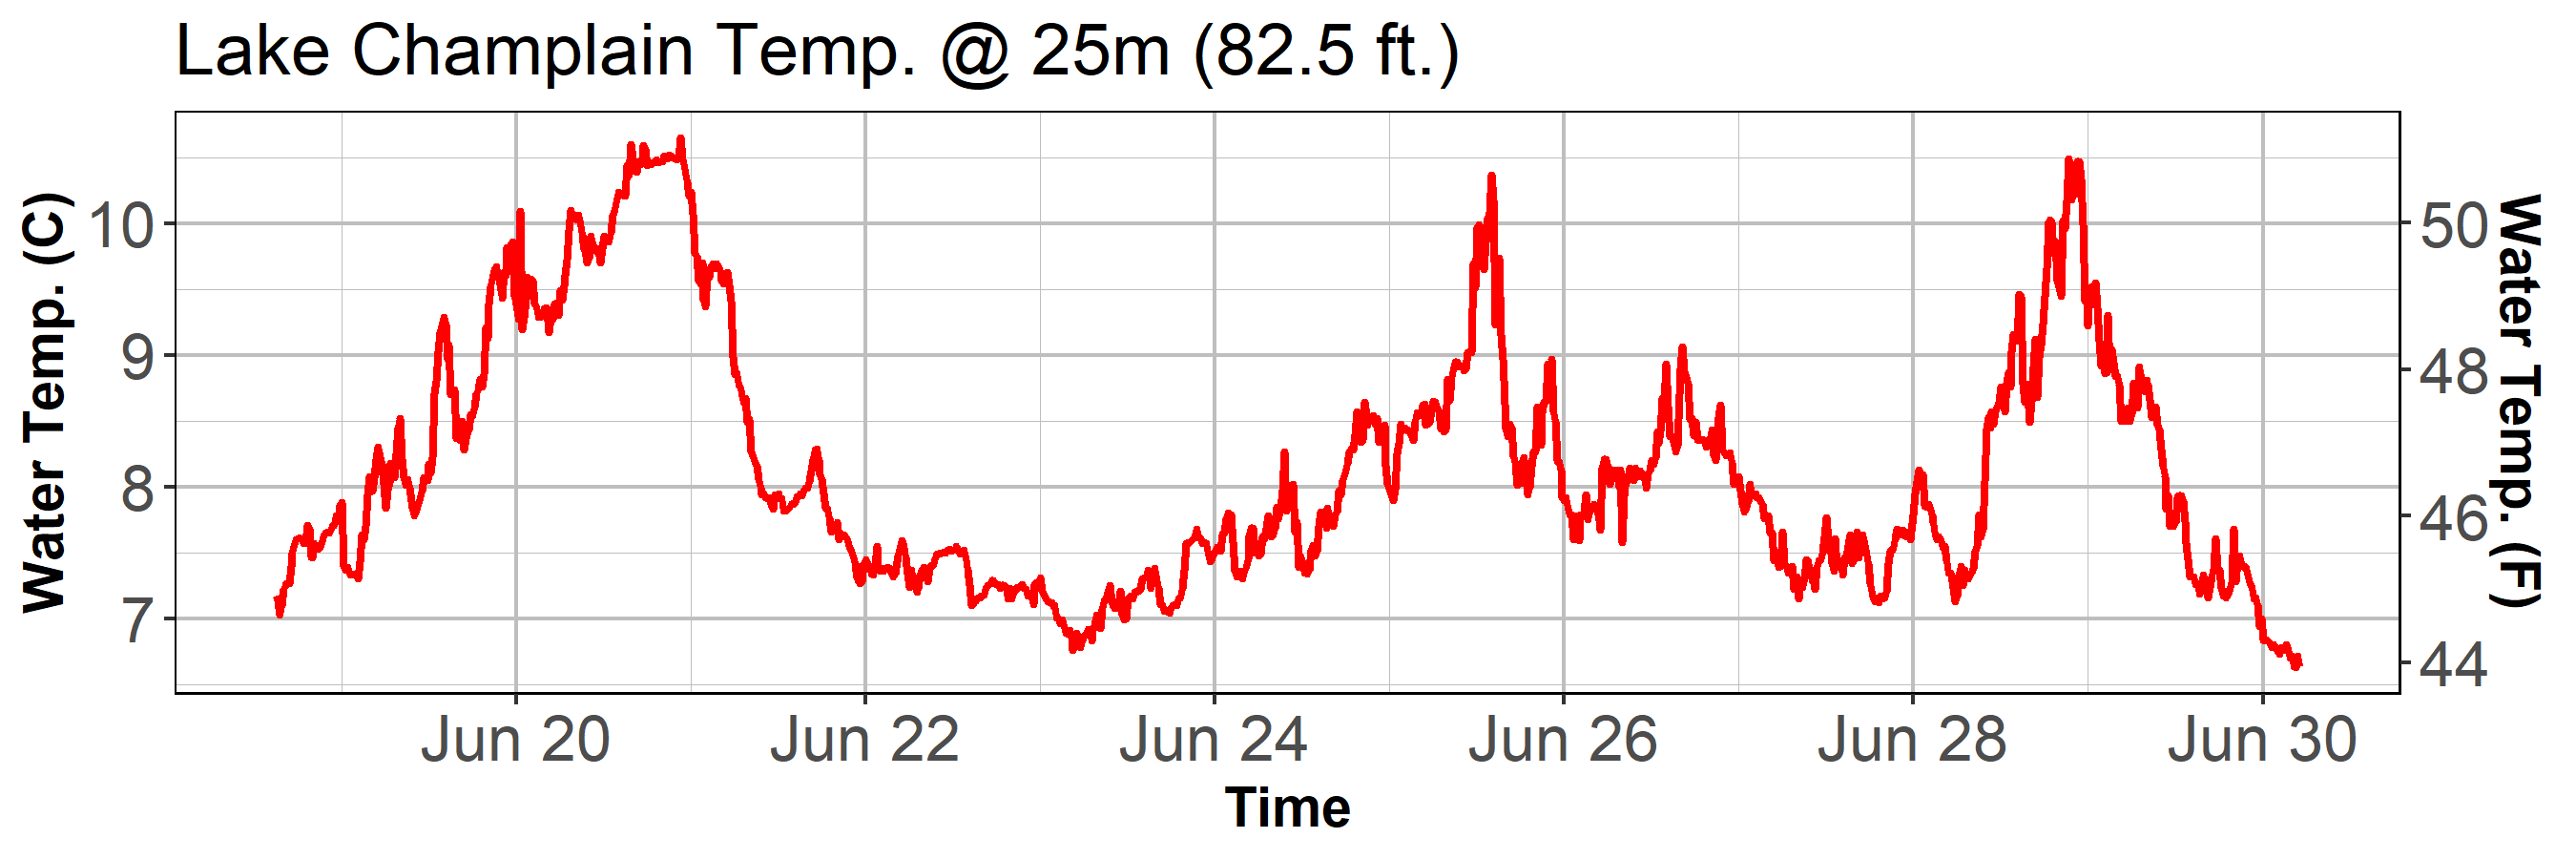 Lake Champlain Temp. @ 25m (82.5 ft.)
Water Temp. (C)
10
9
8
7
50
48
46
44
Water Temp. (F)
Jun 20 Jun 22 Jun 24 Jun 26 Jun 28 Jun 30
Time